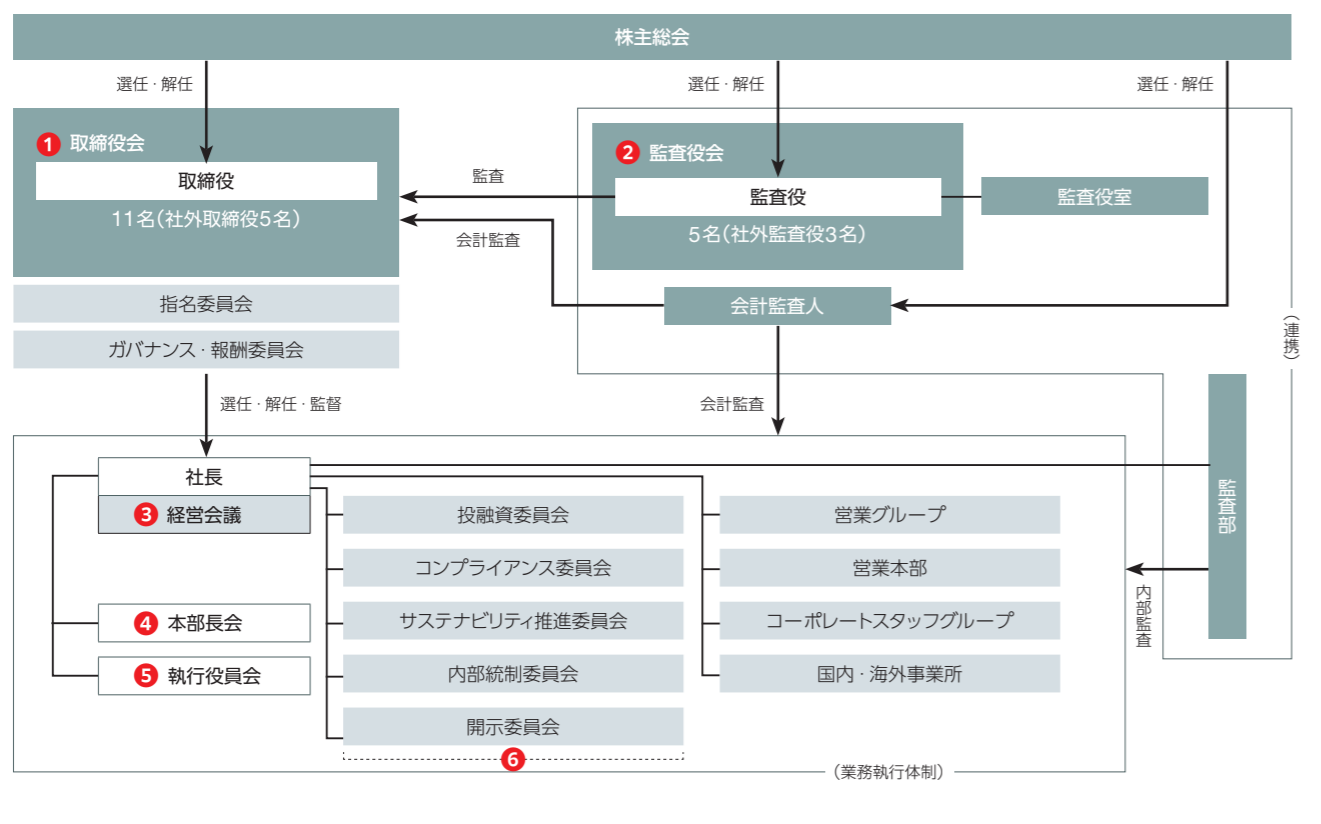 株主総会
選任・解任
選任・解任
選任・解任
1 取締役会
取締役
11名(社外取締役5名)
指名委員会
ガバナンス・報酬委員会
監査
会計監査
2 監査役会
監査役
5名(社外監査役3名)
監査役室
会計監査人
(連携)
選任・解任・監督
会計監査
社長
3 経営会議
4 本部長会
5 執行役員会
投融資委員会
コンプライアンス委員会
サステナビリティ推進委員会
内部統制委員会
開示委員会
6
営業グループ
営業本部
コーポレートスタッフグループ
国内・海外事業所
監査部
内部監査
(業務執行体制)